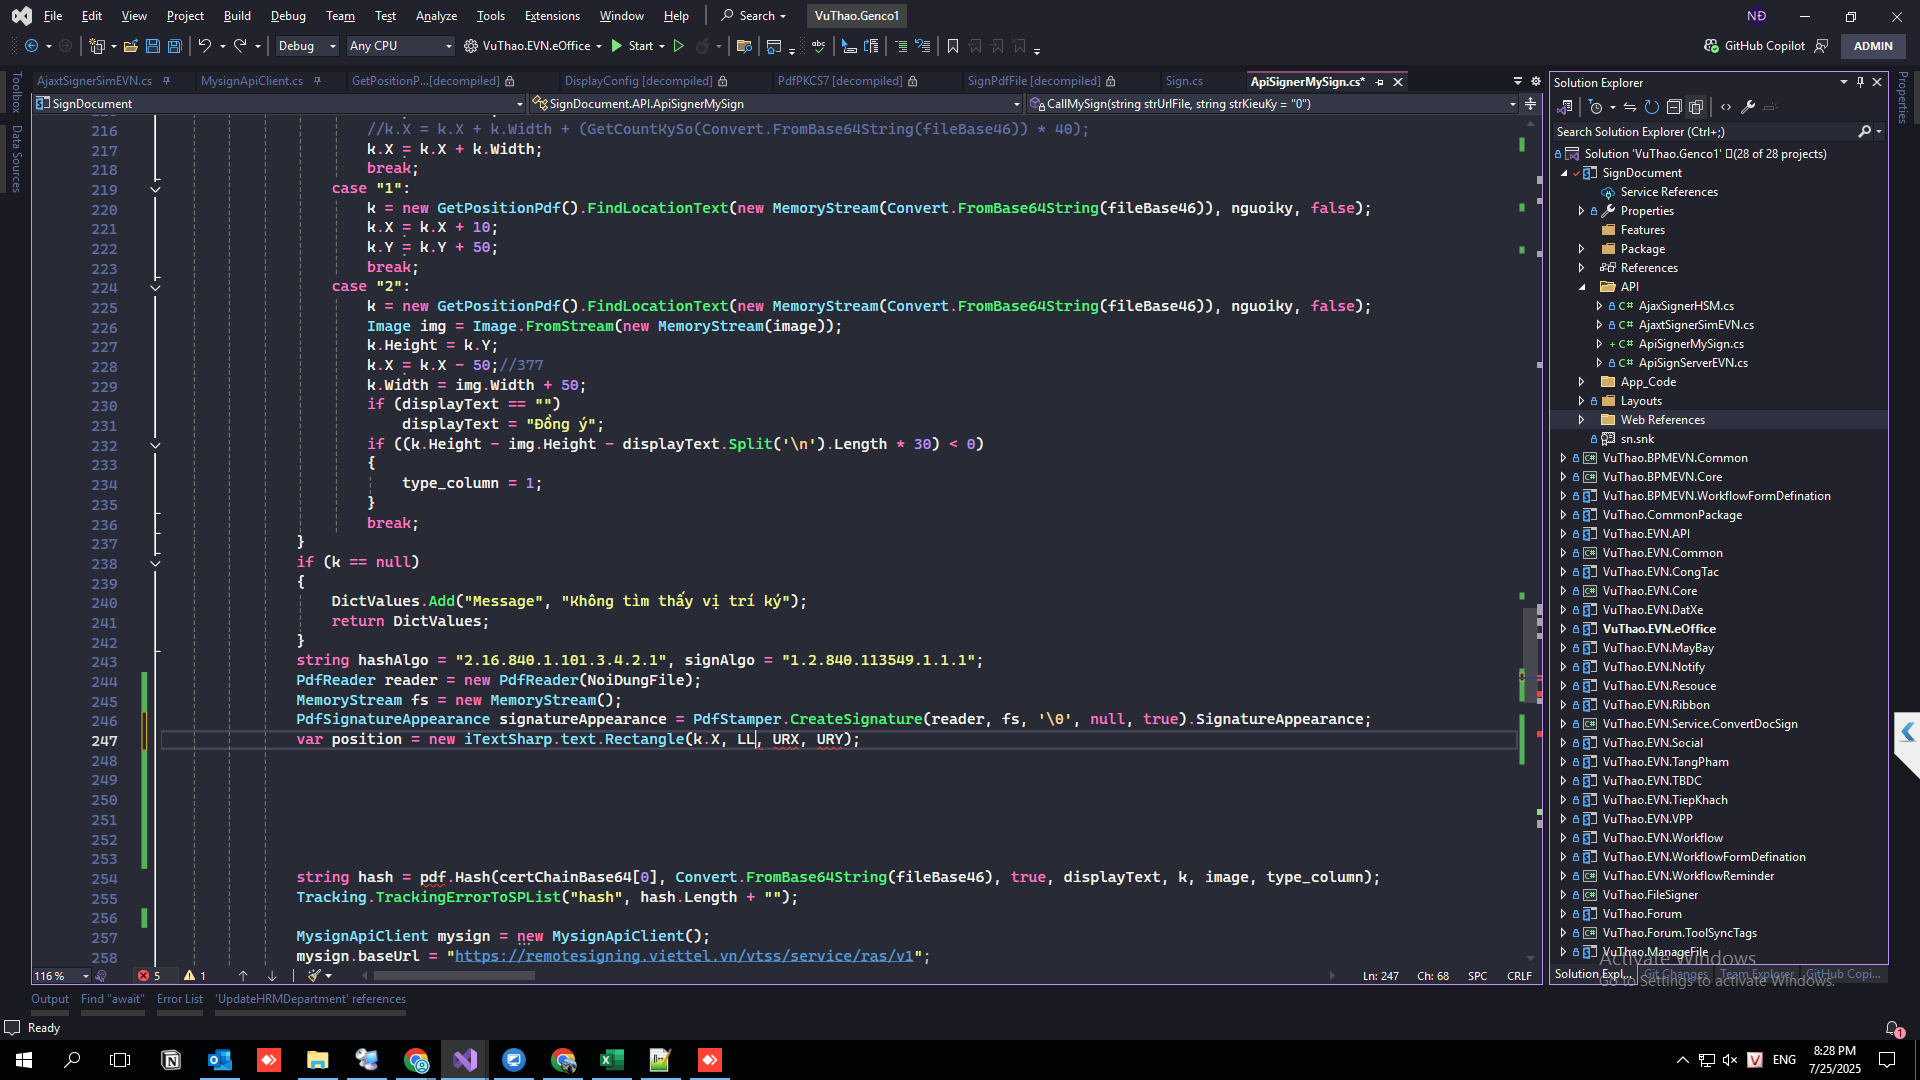 File Edit View Project Build Debug Team Test Analyze Tools Extensions Window Help Search VuThao.Genco1 NĐ
Debug Any CPU VuThao.EVN.eOffice Start GitHub Copilot ADMIN
AjaxtSignerSimEVN.cs MysignApiClient.cs GetPositionP...[decompiled] DisplayConfig [decompiled] PdfPKCS7 [decompiled] SignPdfFile [decompiled] Sign.cs ApiSignerMySign.cs*
SignDocument SignDocument.API.ApiSignerMySign CallMySign(string strUrlFile, string strKieuKy = "0")
Toolbox
Data Sources
216 //k.X = k.X + k.Width + (GetCountKySo(Convert.FromBase64String(fileBase46)) * 40);
217 k.X = k.X + k.Width;
218 break;
219 case "1":
220 k = new GetPositionPdf().FindLocationText(new MemoryStream(Convert.FromBase64String(fileBase46)), nguoiky, false);
221 k.X = k.X + 10;
222 k.Y = k.Y + 50;
223 break;
224 case "2":
225 k = new GetPositionPdf().FindLocationText(new MemoryStream(Convert.FromBase64String(fileBase46)), nguoiky, false);
226 Image img = Image.FromStream(new MemoryStream(image));
227 k.Height = k.Y;
228 k.X = k.X - 50;//377
229 k.Width = img.Width + 50;
230 if (displayText == "")
231 displayText = "Đồng ý";
232 if ((k.Height - img.Height - displayText.Split('\n').Length * 30) < 0)
233 {
234 type_column = 1;
235 }
236 break;
237 }
238 if (k == null)
239 {
240 DictValues.Add("Message", "Không tìm thấy vị trí ký");
241 return DictValues;
242 }
243 string hashAlgo = "2.16.840.1.101.3.4.2.1", signAlgo = "1.2.840.113549.1.1.1";
244 PdfReader reader = new PdfReader(NoiDungFile);
245 MemoryStream fs = new MemoryStream();
246 PdfSignatureAppearance signatureAppearance = PdfStamper.CreateSignature(reader, fs, '\0', null, true).SignatureAppearance;
247 var position = new iTextSharp.text.Rectangle(k.X, LL, URX, URY);
248
249
250
251
252
253
254 string hash = pdf.Hash(certChainBase64[0], Convert.FromBase64String(fileBase46), true, displayText, k, image, type_column);
255 Tracking.TrackingErrorToSPList("hash", hash.Length + "");
256
257 MysignApiClient mysign = new MysignApiClient();
258 mysign.baseUrl = "https://remotesigning.viettel.vn/vtss/service/ras/v1";
116 % 5 1 Ln: 247 Ch: 68 SPC CRLF
Output Find "await" Error List 'UpdateHRMDepartment' references
Ready
Solution Explorer
Search Solution Explorer (Ctrl+;)
Solution 'VuThao.Genco1' (28 of 28 projects)
SignDocument
Service References
Properties
Features
Package
References
API
AjaxSignerHSM.cs
AjaxtSignerSimEVN.cs
ApiSignerMySign.cs
ApiSignServerEVN.cs
App_Code
Layouts
Web References
sn.snk
VuThao.BPMEVN.Common
VuThao.BPMEVN.Core
VuThao.BPMEVN.WorkflowFormDefination
VuThao.CommonPackage
VuThao.EVN.API
VuThao.EVN.Common
VuThao.EVN.CongTac
VuThao.EVN.Core
VuThao.EVN.DatXe
VuThao.EVN.eOffice
VuThao.EVN.MayBay
VuThao.EVN.Notify
VuThao.EVN.Resouce
VuThao.EVN.Ribbon
VuThao.EVN.Service.ConvertDocSign
VuThao.EVN.Social
VuThao.EVN.TangPham
VuThao.EVN.TBDC
VuThao.EVN.TiepKhach
VuThao.EVN.VPP
VuThao.EVN.Workflow
VuThao.EVN.WorkflowFormDefination
VuThao.EVN.WorkflowReminder
VuThao.FileSigner
VuThao.Forum
VuThao.Forum.ToolSyncTags
VuThao.ManageFile
Solution Expl... Git Changes Team Explorer GitHub Copi...
Properties
Activate Windows
Go to Settings to activate Windows.
1
ENG 8:28 PM
7/25/2025